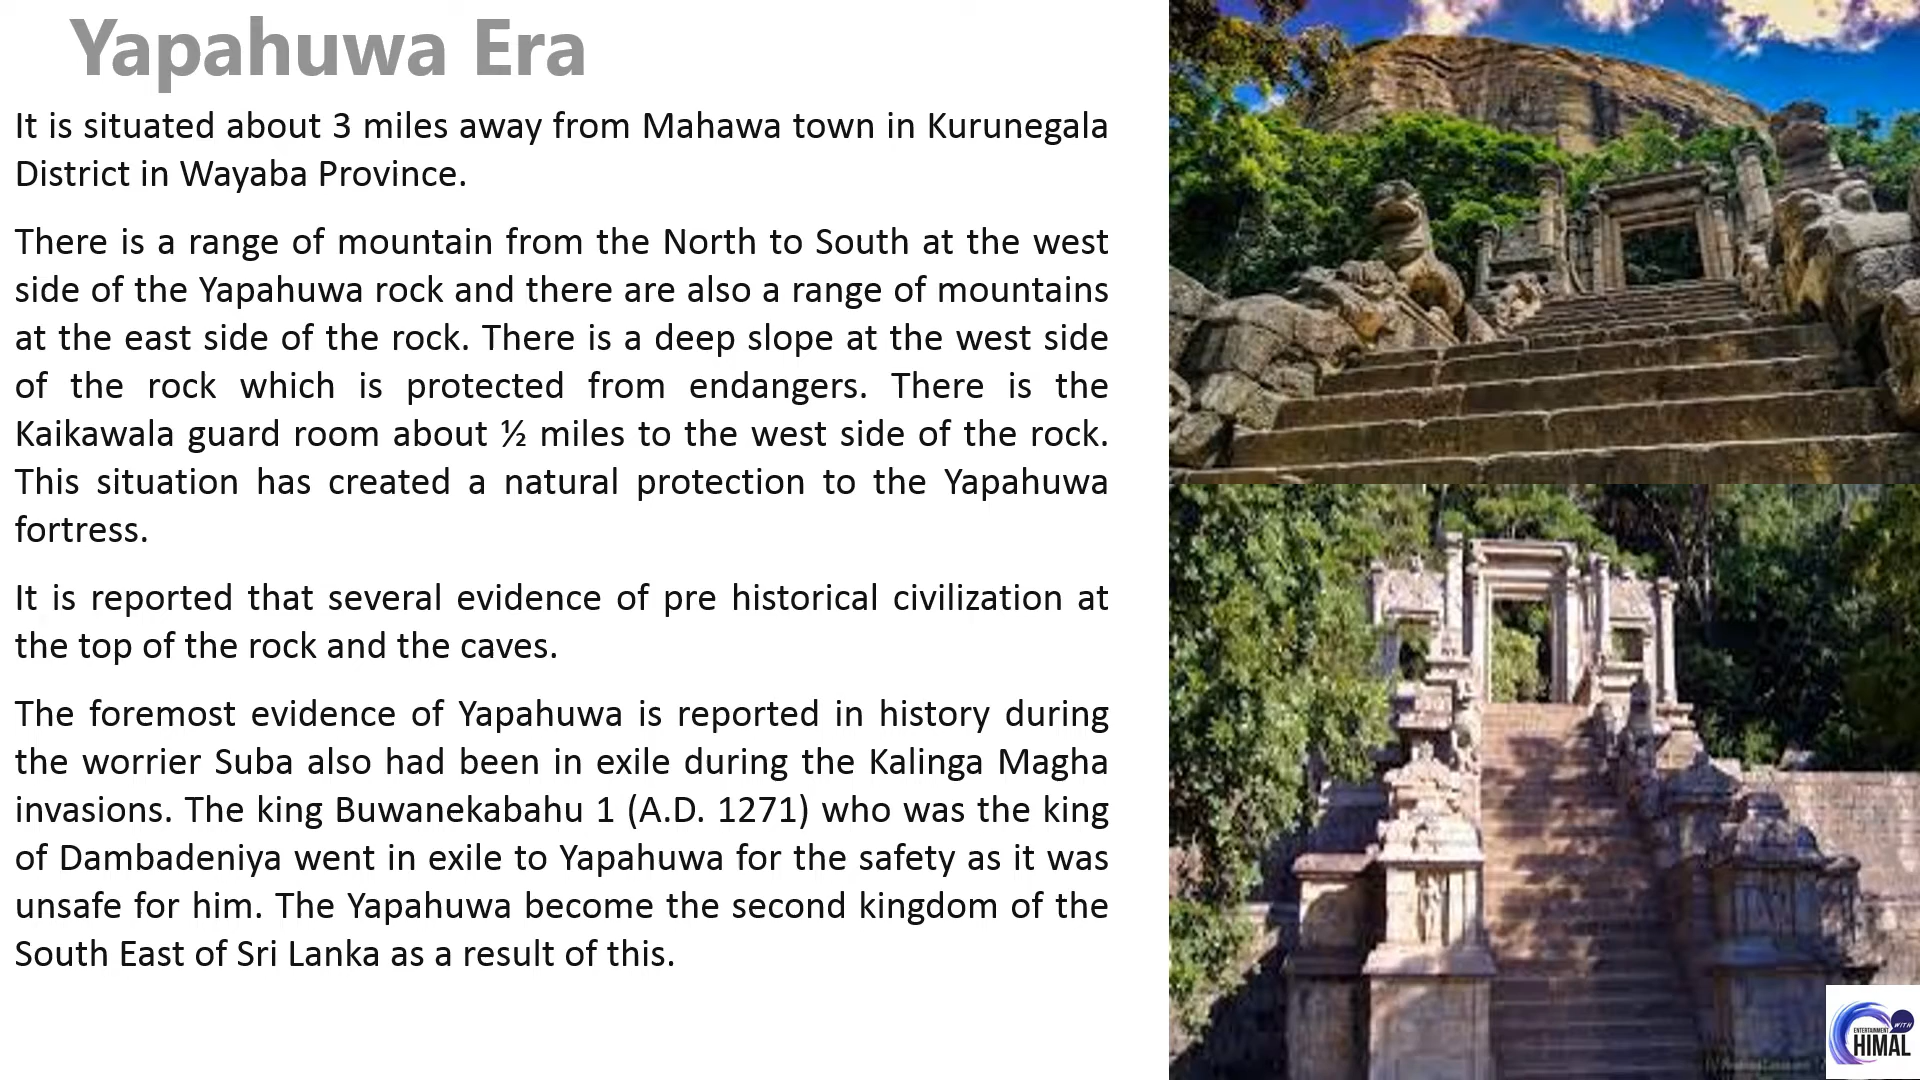 Yapahuwa Era
It is situated about 3 miles away from Mahawa town in Kurunegala
District in Wayaba Province.
There is a range of mountain from the North to South at the west
side of the Yapahuwa rock and there are also a range of mountains
at the east side of the rock. There is a deep slope at the west side
of the rock which is protected from endangers. There is the
Kaikawala guard room about ½ miles to the west side of the rock.
This situation has created a natural protection to the Yapahuwa
fortress.
It is reported that several evidence of pre historical civilization at
the top of the rock and the caves.
The foremost evidence of Yapahuwa is reported in history during
the worrier Suba also had been in exile during the Kalinga Magha
invasions. The king Buwanekabahu 1 (A.D. 1271) who was the king
of Dambadeniya went in exile to Yapahuwa for the safety as it was
unsafe for him. The Yapahuwa become the second kingdom of the
South East of Sri Lanka as a result of this.
ENTERTAINMENT WITH
HIMAL